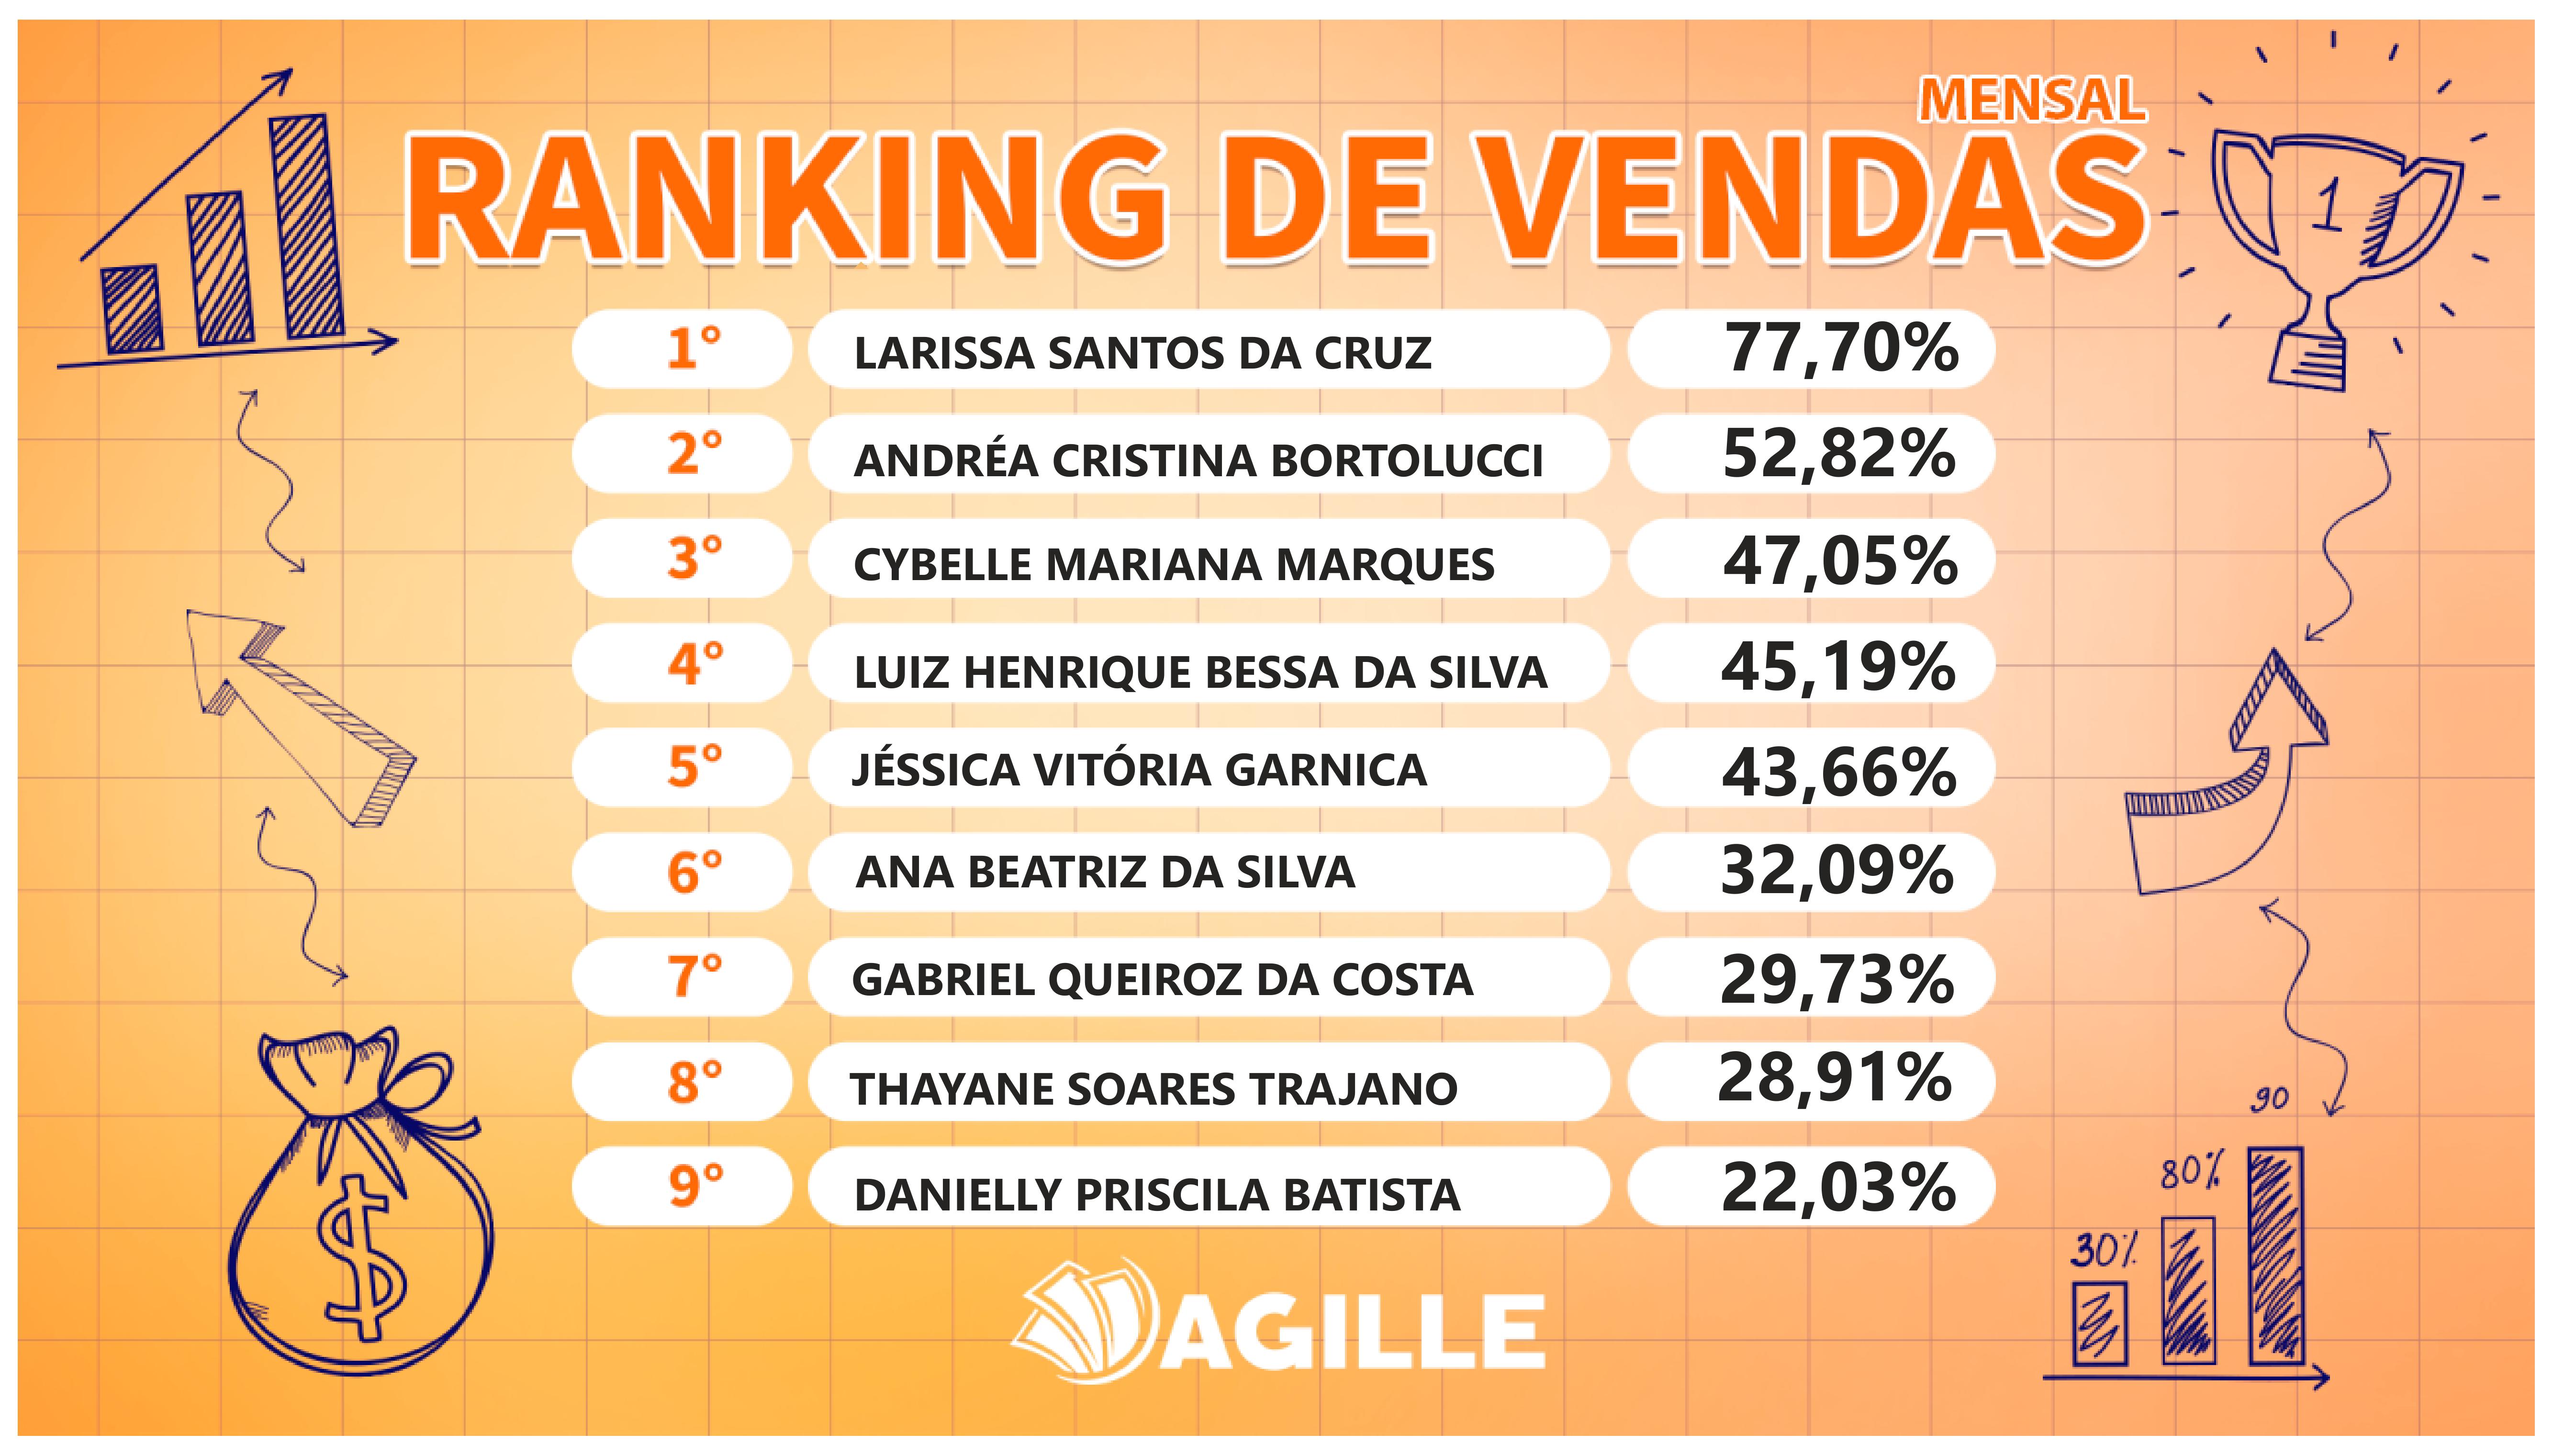 MENSAL
RANKING DE VENDAS
1
1° LARISSA SANTOS DA CRUZ 77,70%
2° ANDRÉA CRISTINA BORTOLUCCI 52,82%
3° CYBELLE MARIANA MARQUES 47,05%
4° LUIZ HENRIQUE BESSA DA SILVA 45,19%
5° JÉSSICA VITÓRIA GARNICA 43,66%
6° ANA BEATRIZ DA SILVA 32,09%
7° GABRIEL QUEIROZ DA COSTA 29,73%
8° THAYANE SOARES TRAJANO 28,91%
9° DANIELLY PRISCILA BATISTA 22,03%
$
90
80%
30%
AGILLE